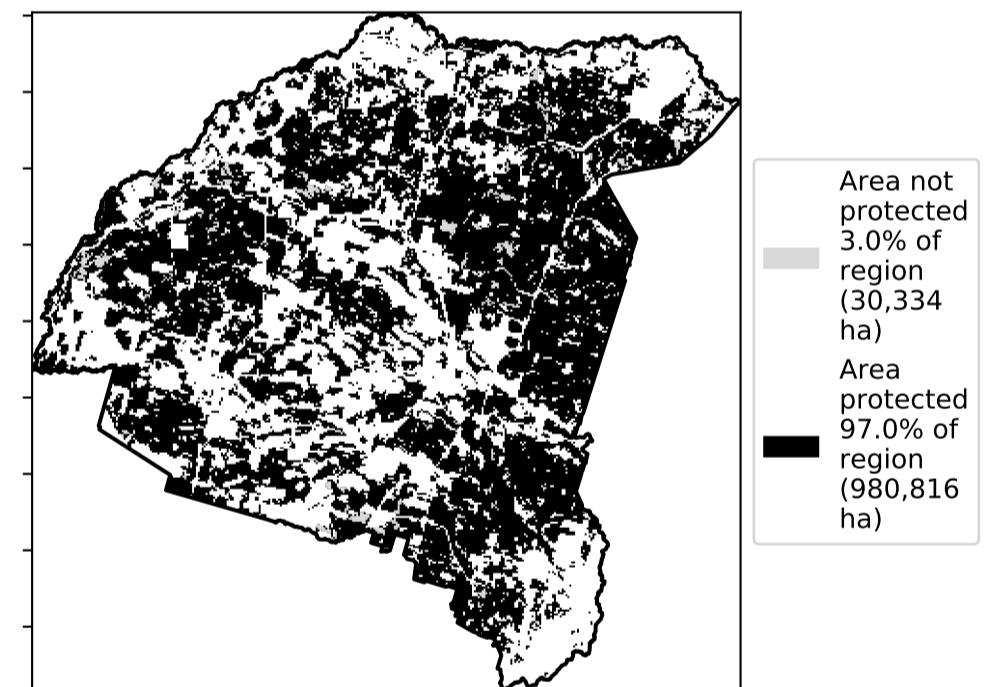 Area not
protected
3.0% of
region
(30,334
ha)
Area
protected
97.0% of
region
(980,816
ha)